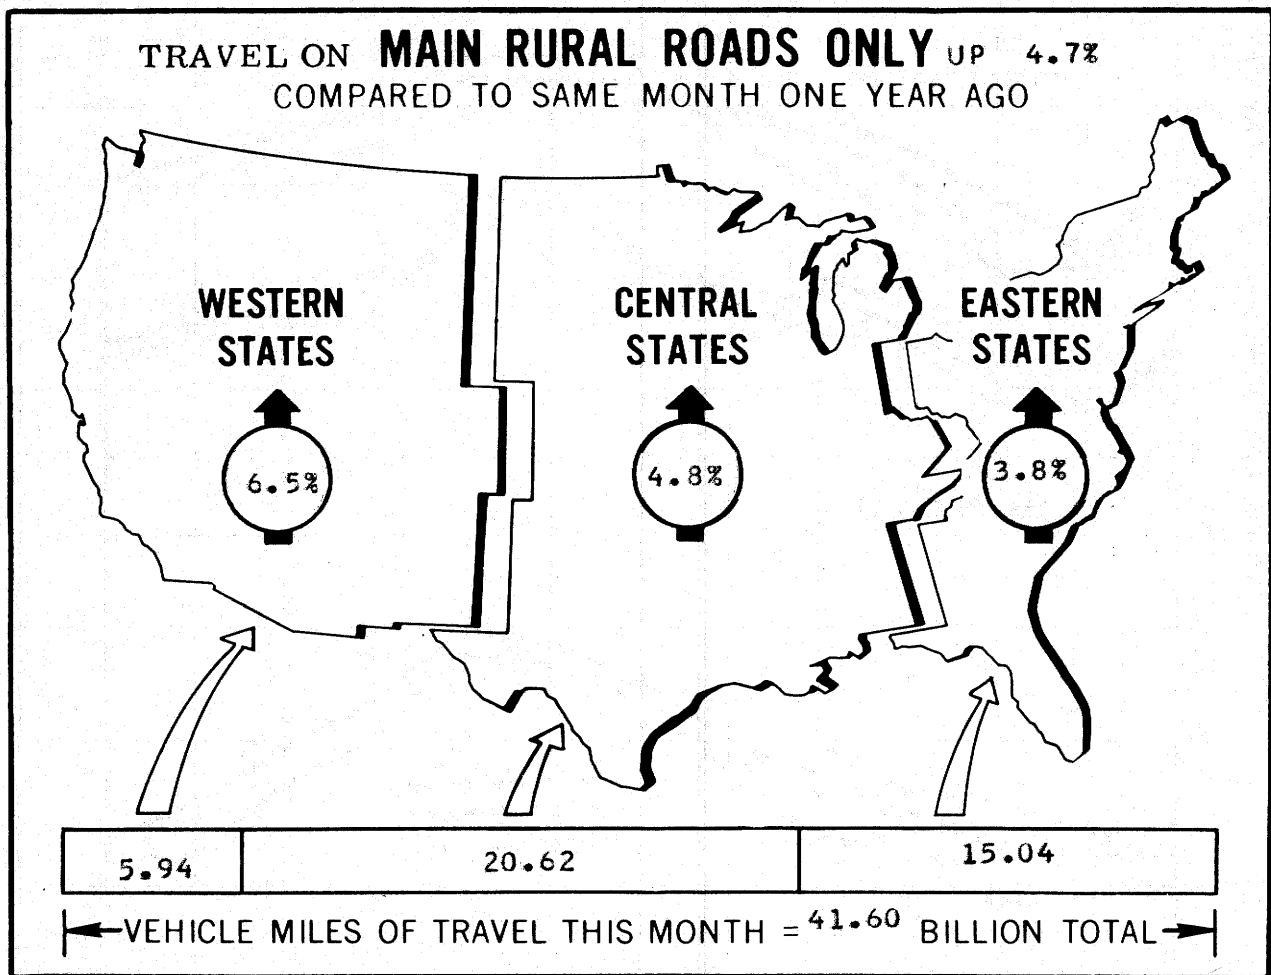 TRAVEL ON MAIN RURAL ROADS ONLY UP 4.7%
COMPARED TO SAME MONTH ONE YEAR AGO
WESTERN
STATES
6.5%
CENTRAL
STATES
4.8%
EASTERN
STATES
3.8%
5.94
20.62
15.04
VEHICLE MILES OF TRAVEL THIS MONTH = 41.60 BILLION TOTAL